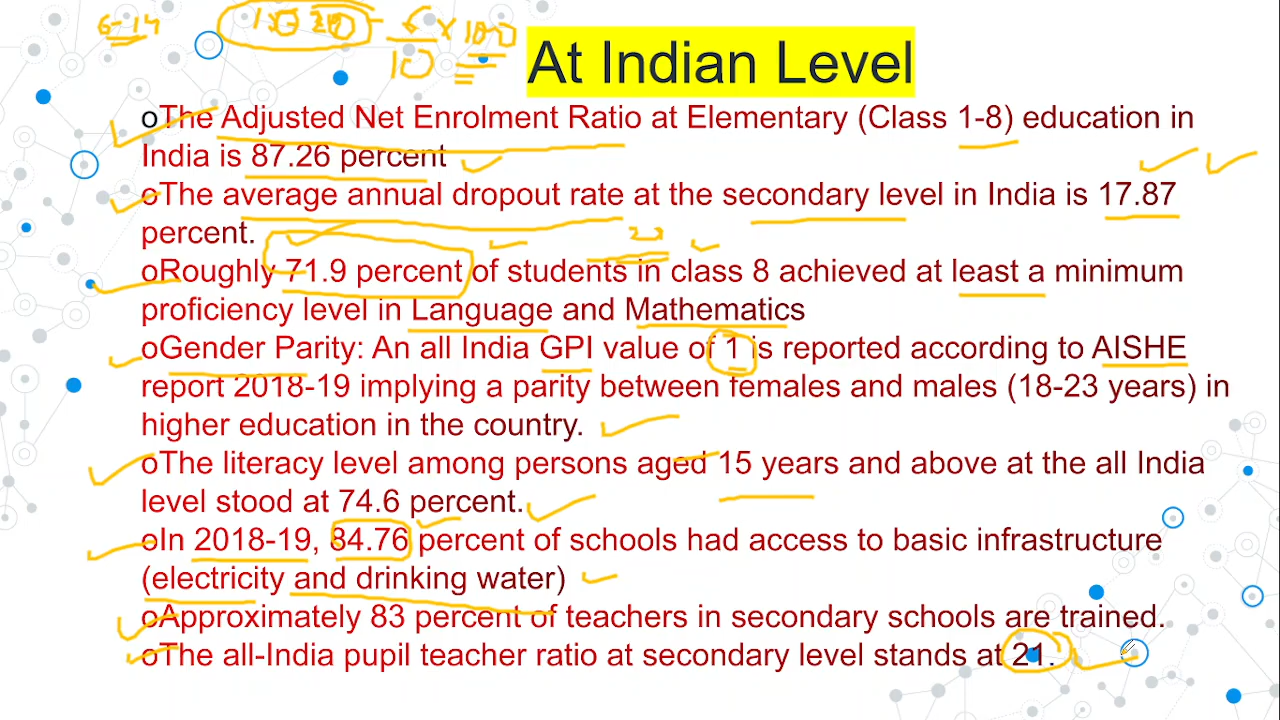 6-14
6 × 100
10
At Indian Level
oThe Adjusted Net Enrolment Ratio at Elementary (Class 1-8) education in
India is 87.26 percent
oThe average annual dropout rate at the secondary level in India is 17.87
percent.
oRoughly 71.9 percent of students in class 8 achieved at least a minimum
proficiency level in Language and Mathematics
oGender Parity: An all India GPI value of 1 is reported according to AISHE
report 2018-19 implying a parity between females and males (18-23 years) in
higher education in the country.
oThe literacy level among persons aged 15 years and above at the all India
level stood at 74.6 percent.
oIn 2018-19, 84.76 percent of schools had access to basic infrastructure
(electricity and drinking water)
oApproximately 83 percent of teachers in secondary schools are trained.
oThe all-India pupil teacher ratio at secondary level stands at 21.